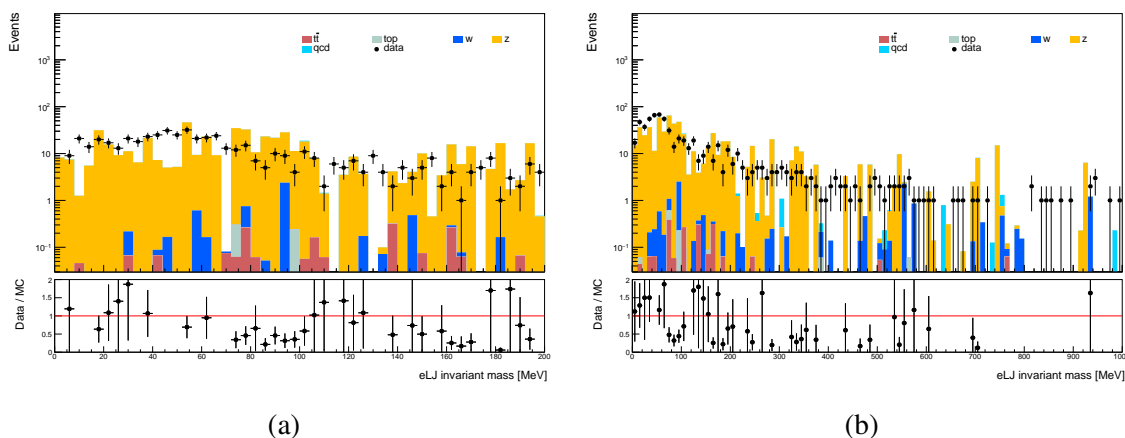 Events
tt̄ top w z
qcd data
10³
10²
10
1
10⁻¹
Data / MC
2
1.5
1
0.5
0
0 20 40 60 80 100 120 140 160 180 200
eLJ invariant mass [MeV]
(a)
Events
tt̄ top w z
qcd data
10³
10²
10
1
10⁻¹
Data / MC
2
1.5
1
0.5
0
0 100 200 300 400 500 600 700 800 900 1000
eLJ invariant mass [MeV]
(b)